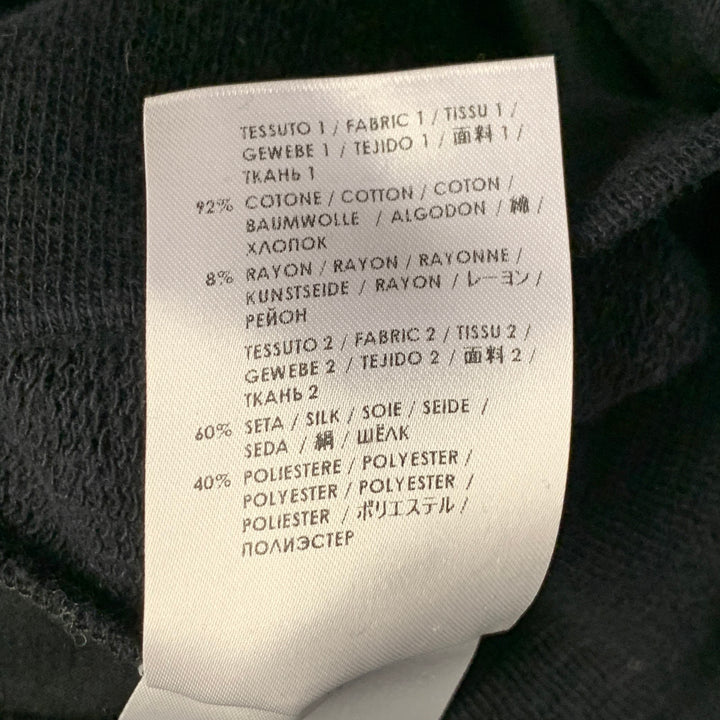 TESSUTO 1 / FABRIC 1 / TISSU 1 /
GEWEBE 1 / TEJIDO 1 / 面料 1 /
ТКАНЬ 1
92% COTONE / COTTON / COTON /
BAUMWOLLE / ALGODON / 綿 /
ХЛОПОК
8% RAYON / RAYON / RAYONNE /
KUNSTSEIDE / RAYON / レーヨン /
РЕЙОН
TESSUTO 2 / FABRIC 2 / TISSU 2 /
GEWEBE 2 / TEJIDO 2 / 面料 2 /
ТКАНЬ 2
60% SETA / SILK / SOIE / SEIDE /
SEDA / 絹 / ШЁЛК
40% POLIESTERE / POLYESTER /
POLYESTER / POLYESTER /
POLIESTER / ポリエステル /
ПОЛИЭСТЕР